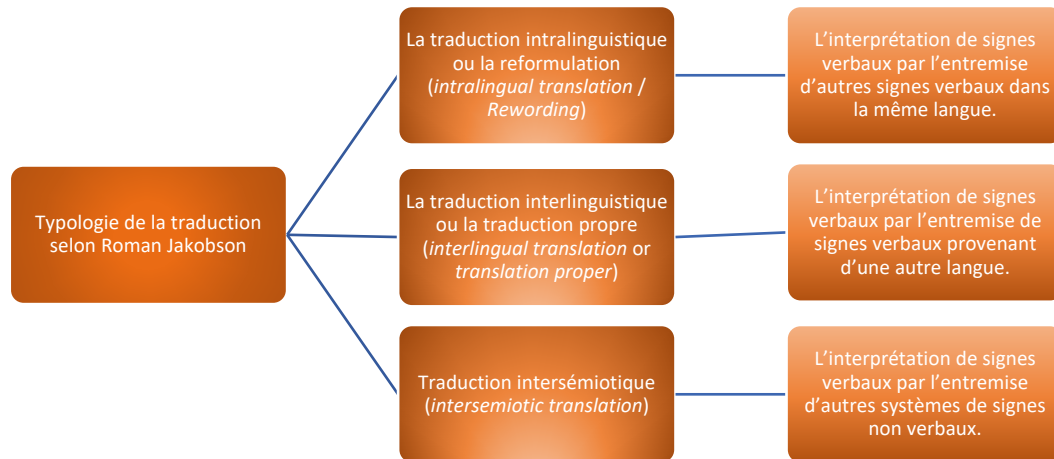 Typologie de la traduction
selon Roman Jakobson
La traduction intralinguistique
ou la reformulation
(intralingual translation /
Rewording)
L’interprétation de signes
verbaux par l’entremise
d’autres signes verbaux dans
la même langue.
La traduction interlinguistique
ou la traduction propre
(interlingual translation or
translation proper)
L’interprétation de signes
verbaux par l’entremise de
signes verbaux provenant
d’une autre langue.
Traduction intersémiotique
(intersemiotic translation)
L’interprétation de signes
verbaux par l’entremise
d’autres systèmes de signes
non verbaux.